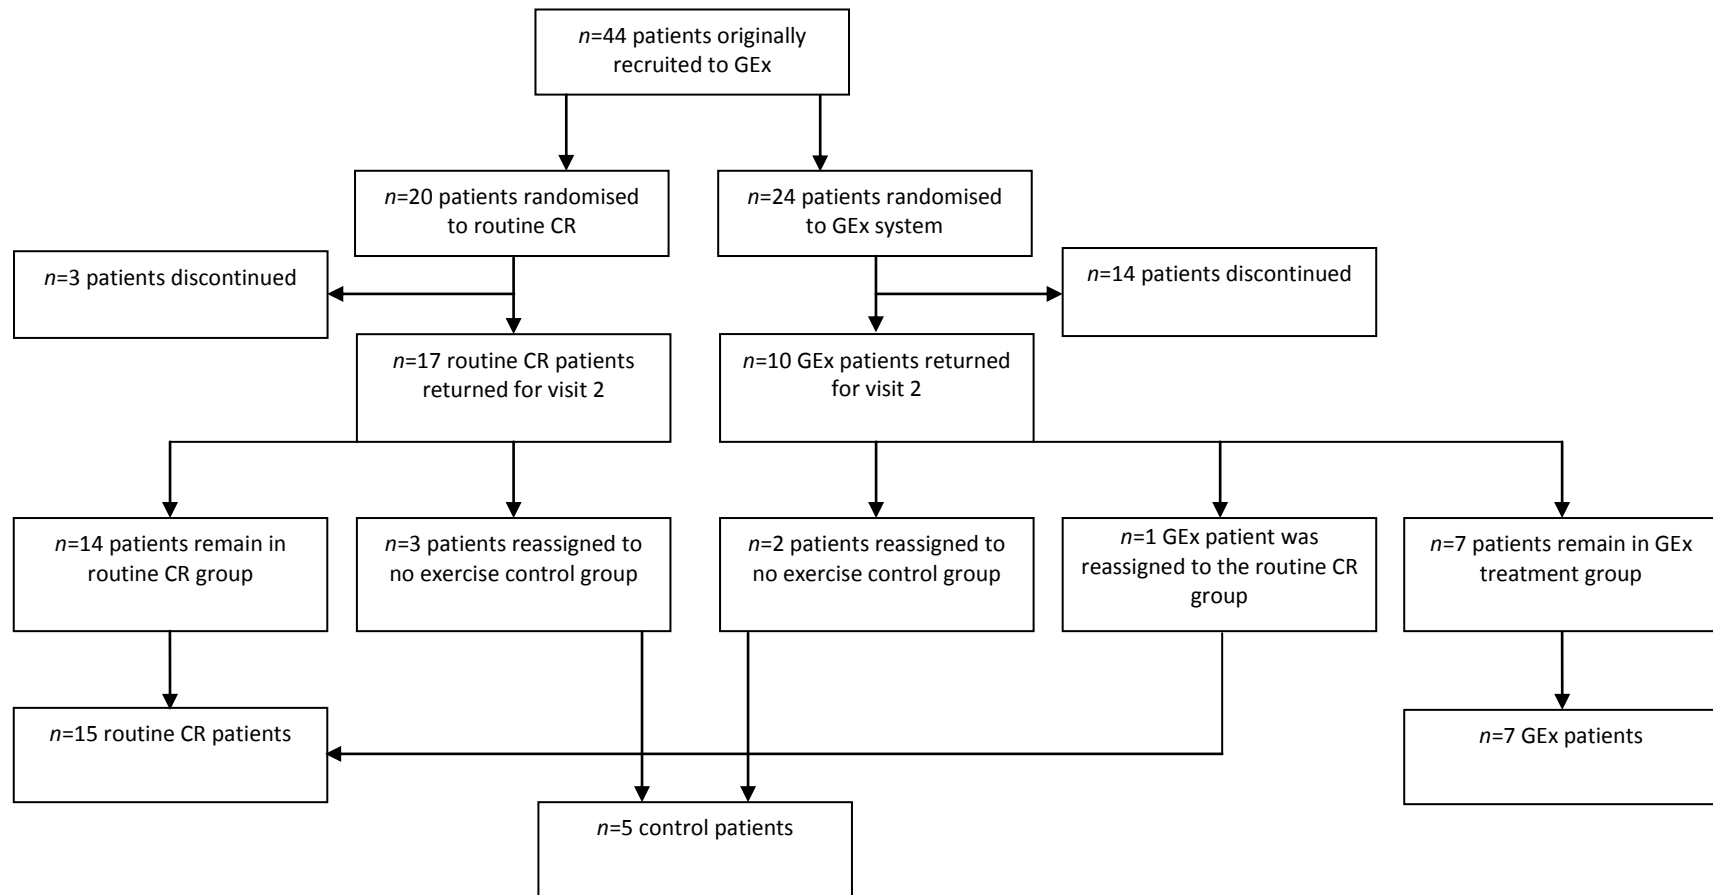 n=44 patients originally
recruited to GEx
n=20 patients randomised
to routine CR
n=24 patients randomised
to GEx system
n=3 patients discontinued
n=14 patients discontinued
n=17 routine CR patients
returned for visit 2
n=10 GEx patients returned
for visit 2
n=14 patients remain in
routine CR group
n=3 patients reassigned to
no exercise control group
n=2 patients reassigned to
no exercise control group
n=1 GEx patient was
reassigned to the routine CR
group
n=7 patients remain in GEx
treatment group
n=15 routine CR patients
n=7 GEx patients
n=5 control patients